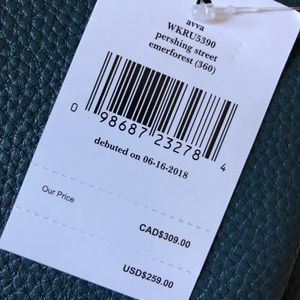 avva
WKRU5390
pershing street
emerforest (360)
0 98687 23278 4
debuted on 06-16-2018
Our Price
CAD$309.00
USD$259.00